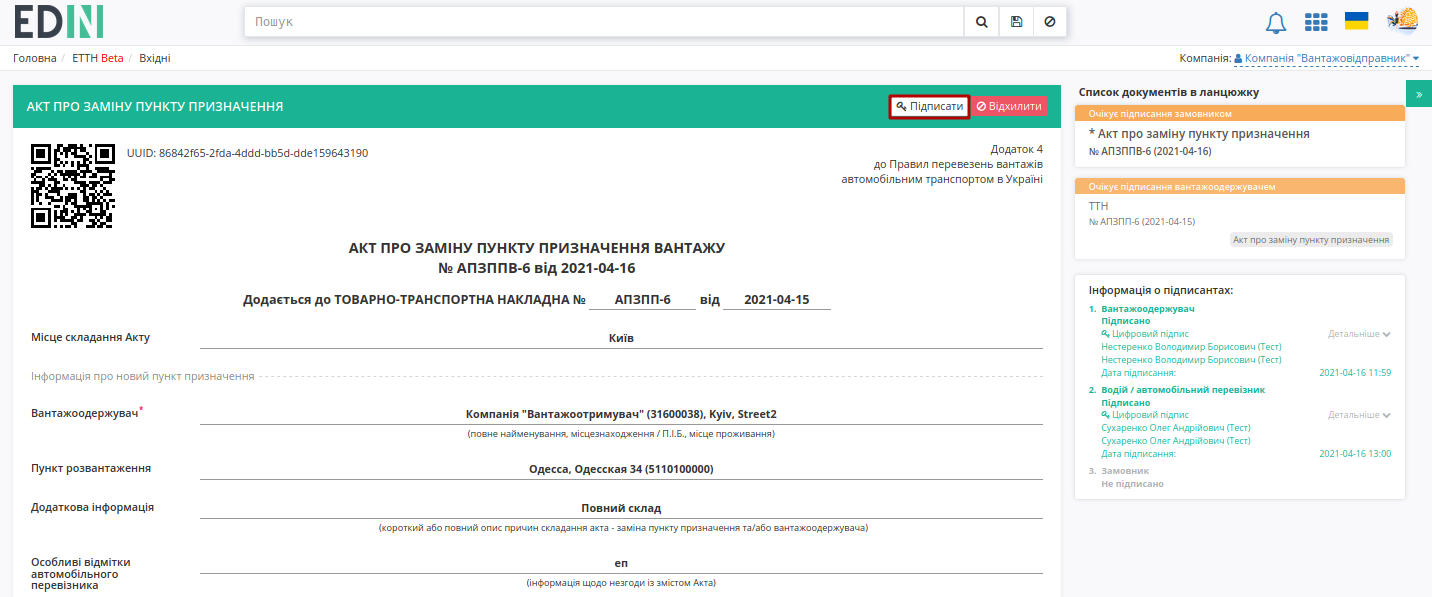 EDIN
Пошук
Головна / ЕТТН Beta / Вхідні
Компанія: Компанія "Вантажовідправник"
АКТ ПРО ЗАМІНУ ПУНКТУ ПРИЗНАЧЕННЯ
Підписати
Відхилити
UUID: 86842f65-2fda-4ddd-bb5d-dde159643190
Додаток 4
до Правил перевезень вантажів
автомобільним транспортом в Україні
АКТ ПРО ЗАМІНУ ПУНКТУ ПРИЗНАЧЕННЯ ВАНТАЖУ
№ АПЗППВ-6 від 2021-04-16
Додається до ТОВАРНО-ТРАНСПОРТНА НАКЛАДНА № АПЗПП-6 від 2021-04-15
Місце складання Акту
Київ
Інформація про новий пункт призначення
Вантажоодержувач*
Компанія "Вантажоотримувач" (31600038), Kyiv, Street2
(повне найменування, місцезнаходження / П.І.Б., місце проживання)
Пункт розвантаження
Одесса, Одесская 34 (5110100000)
Додаткова інформація
Повний склад
(короткий або повний опис причин складання акта - заміна пункту призначення та/або вантажоодержувача)
Особливі відмітки
автомобільного
перевізника
еп
(інформація щодо незгоди із змістом Акта)
Список документів в ланцюжку
»
Очікує підписання замовником
* Акт про заміну пункту призначення
№ АПЗППВ-6 (2021-04-16)
Очікує підписання вантажоодержувачем
ТТН
№ АПЗПП-6 (2021-04-15)
Акт про заміну пункту призначення
Інформація о підписантах:
1. Вантажоодержувач
Підписано
Цифровий підпис Детальніше
Нестеренко Володимир Борисович (Тест)
Нестеренко Володимир Борисович (Тест)
Дата підписання: 2021-04-16 11:59
2. Водій / автомобільний перевізник
Підписано
Цифровий підпис Детальніше
Сухаренко Олег Андрійович (Тест)
Сухаренко Олег Андрійович (Тест)
Дата підписання: 2021-04-16 13:00
3. Замовник
Не підписано